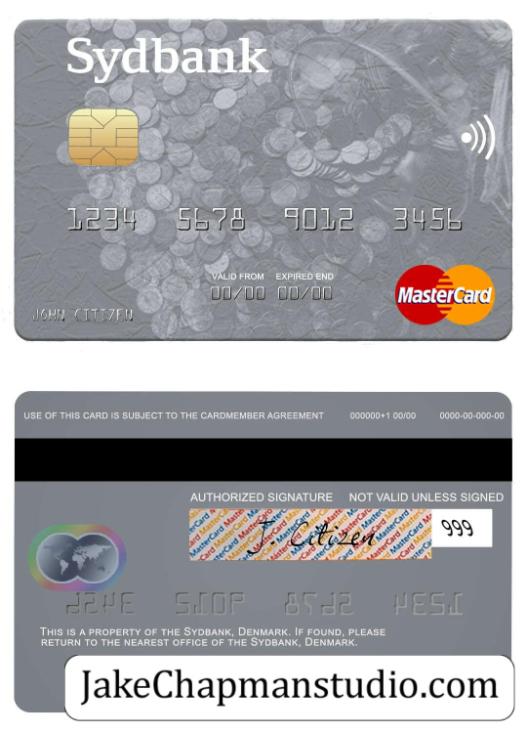 Sydbank
1234 5678 9012 3456
VALID FROM EXPIRED END
00/00 00/00
JOHN CITIZEN
MasterCard
USE OF THIS CARD IS SUBJECT TO THE CARDMEMBER AGREEMENT 000000+1 00/00 0000-00-000-00
AUTHORIZED SIGNATURE NOT VALID UNLESS SIGNED
J. Citizen 999
THIS IS A PROPERTY OF THE SYDBANK, DENMARK. IF FOUND, PLEASE
RETURN TO THE NEAREST OFFICE OF THE SYDBANK, DENMARK.
JakeChapmanstudio.com